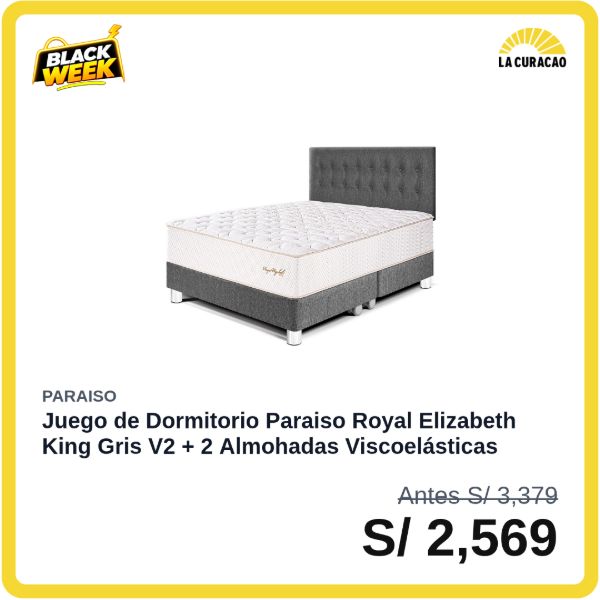 BLACK
WEEK
LA CURACAO
PARAISO
Juego de Dormitorio Paraiso Royal Elizabeth
King Gris V2 + 2 Almohadas Viscoelásticas
Antes S/ 3,379
S/ 2,569